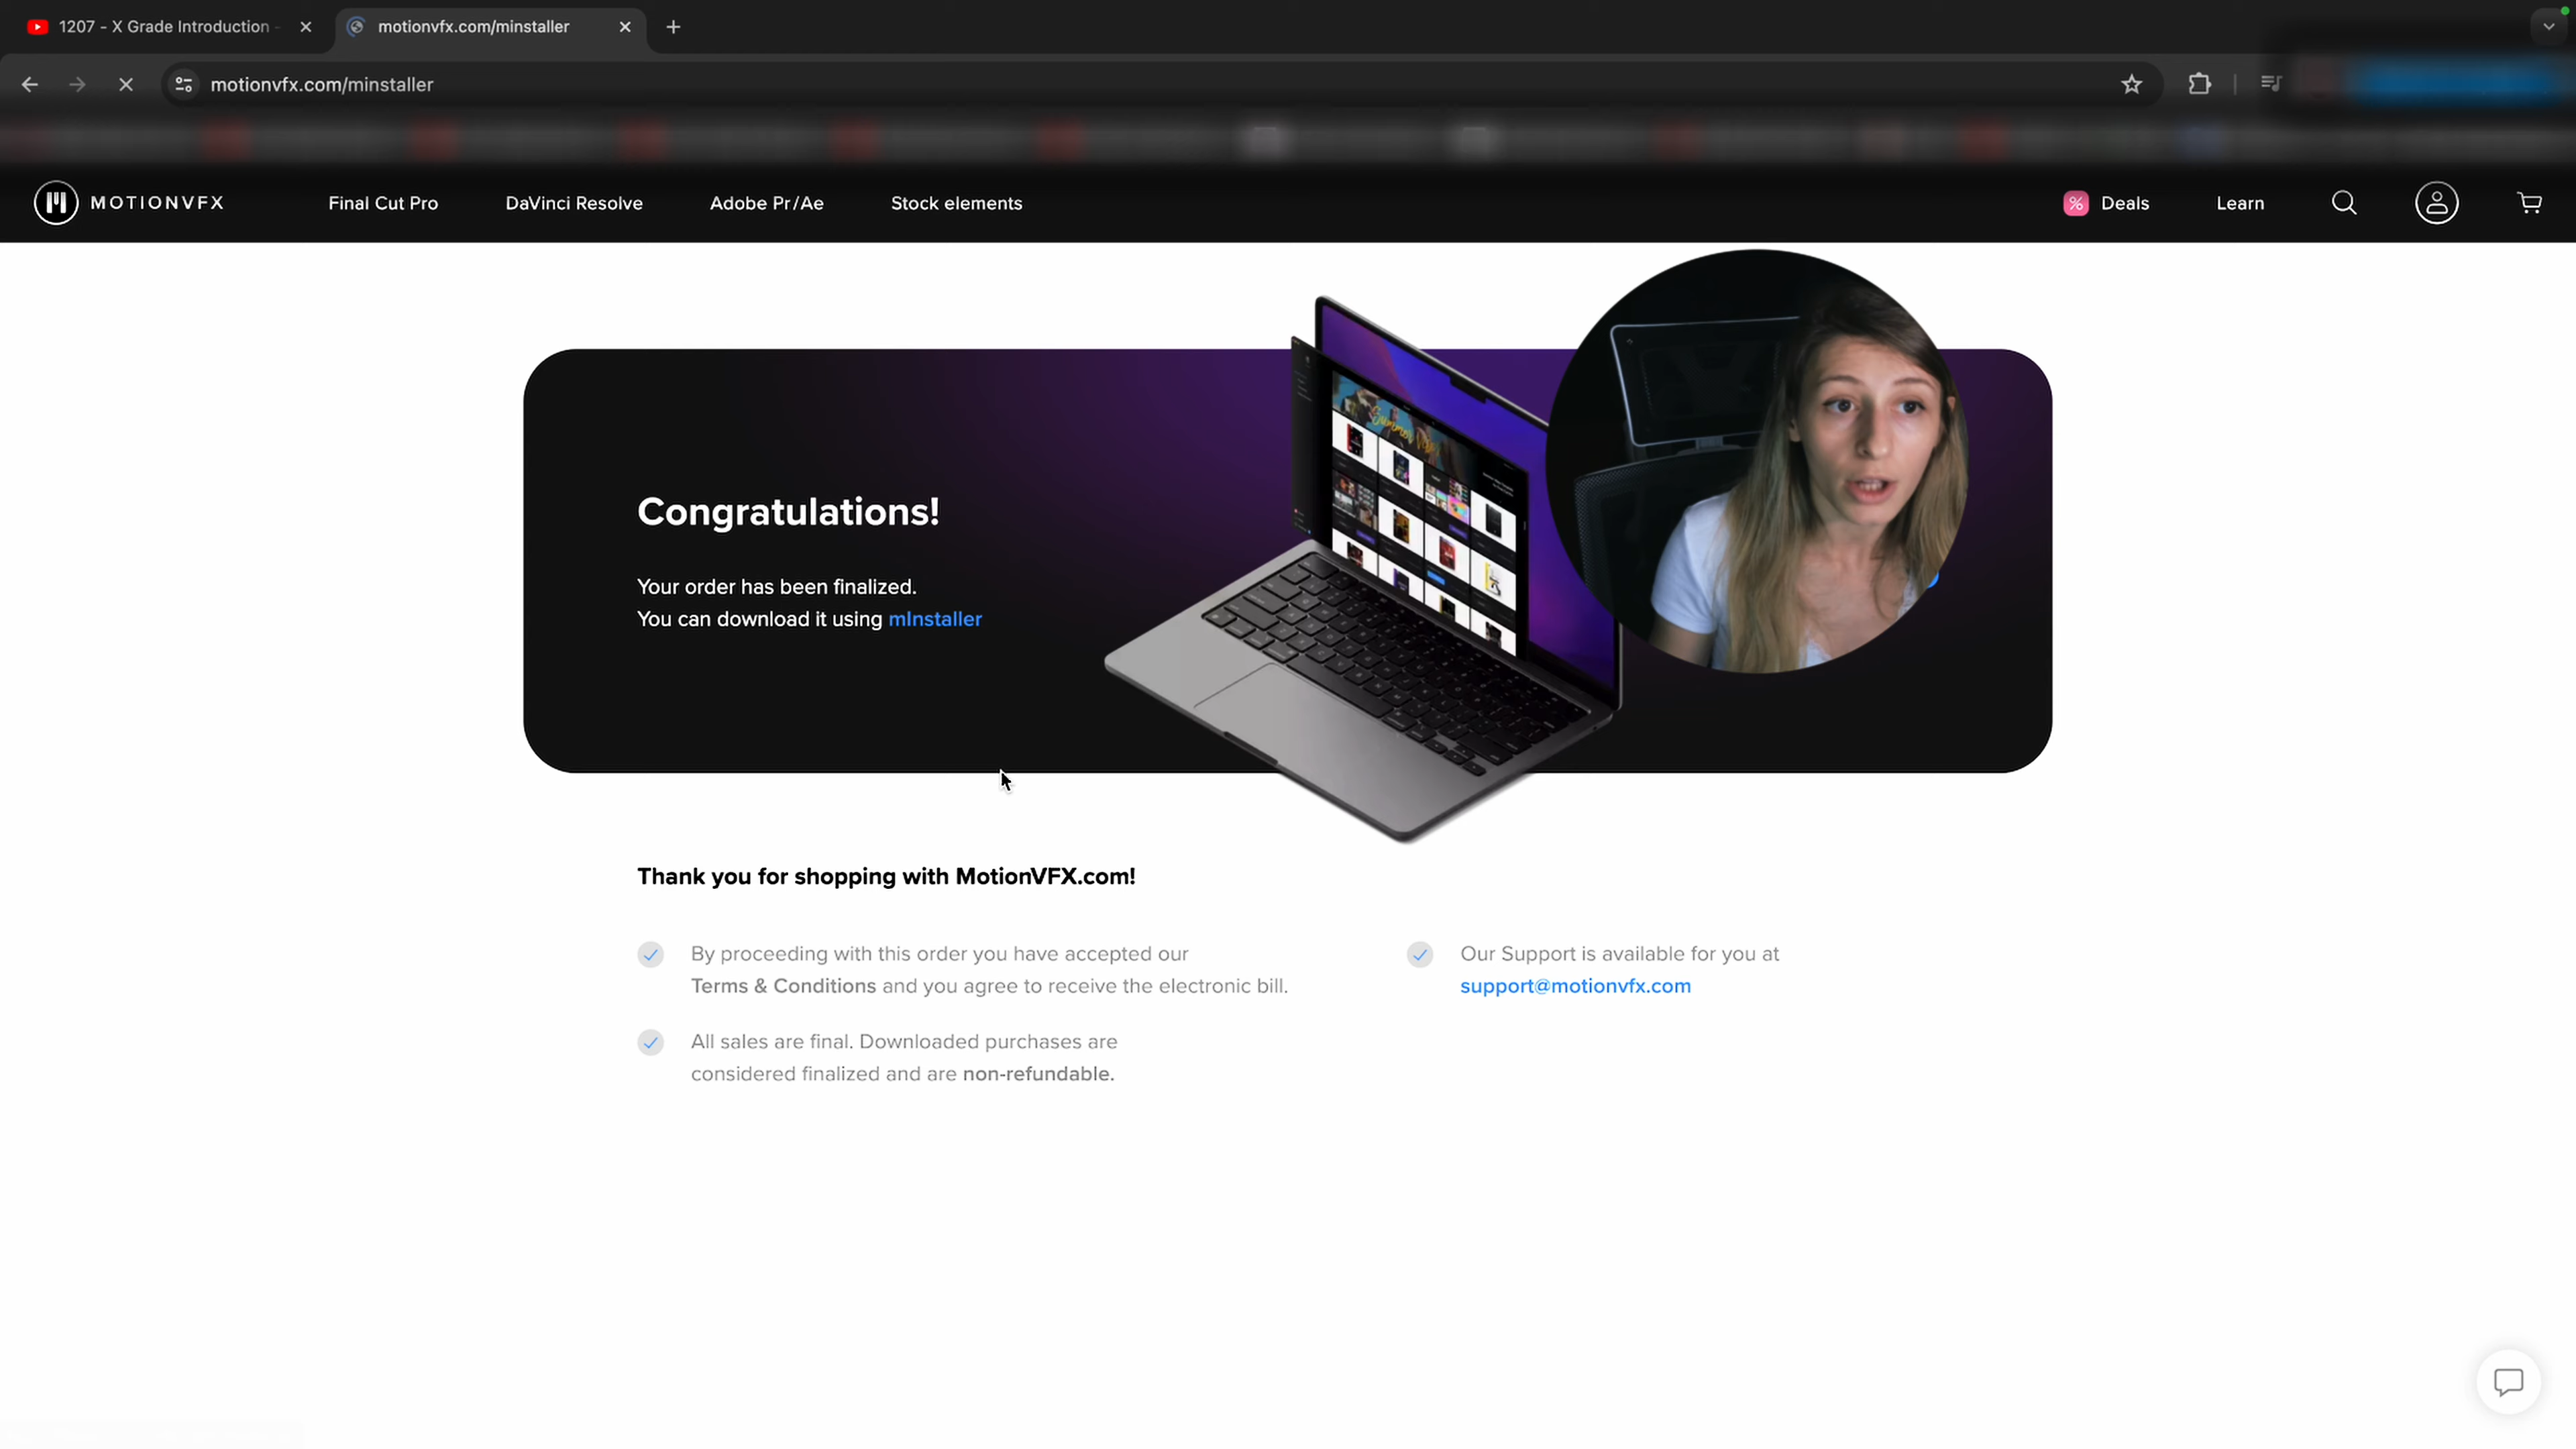 1207 - X Grade Introduction -
motionvfx.com/minstaller
motionvfx.com/minstaller
MOTIONVFX
Final Cut Pro
DaVinci Resolve
Adobe Pr/Ae
Stock elements
% Deals
Learn
Congratulations!
Your order has been finalized.
You can download it using mInstaller
Thank you for shopping with MotionVFX.com!
By proceeding with this order you have accepted our
Terms & Conditions and you agree to receive the electronic bill.
All sales are final. Downloaded purchases are
considered finalized and are non-refundable.
Our Support is available for you at
support@motionvfx.com